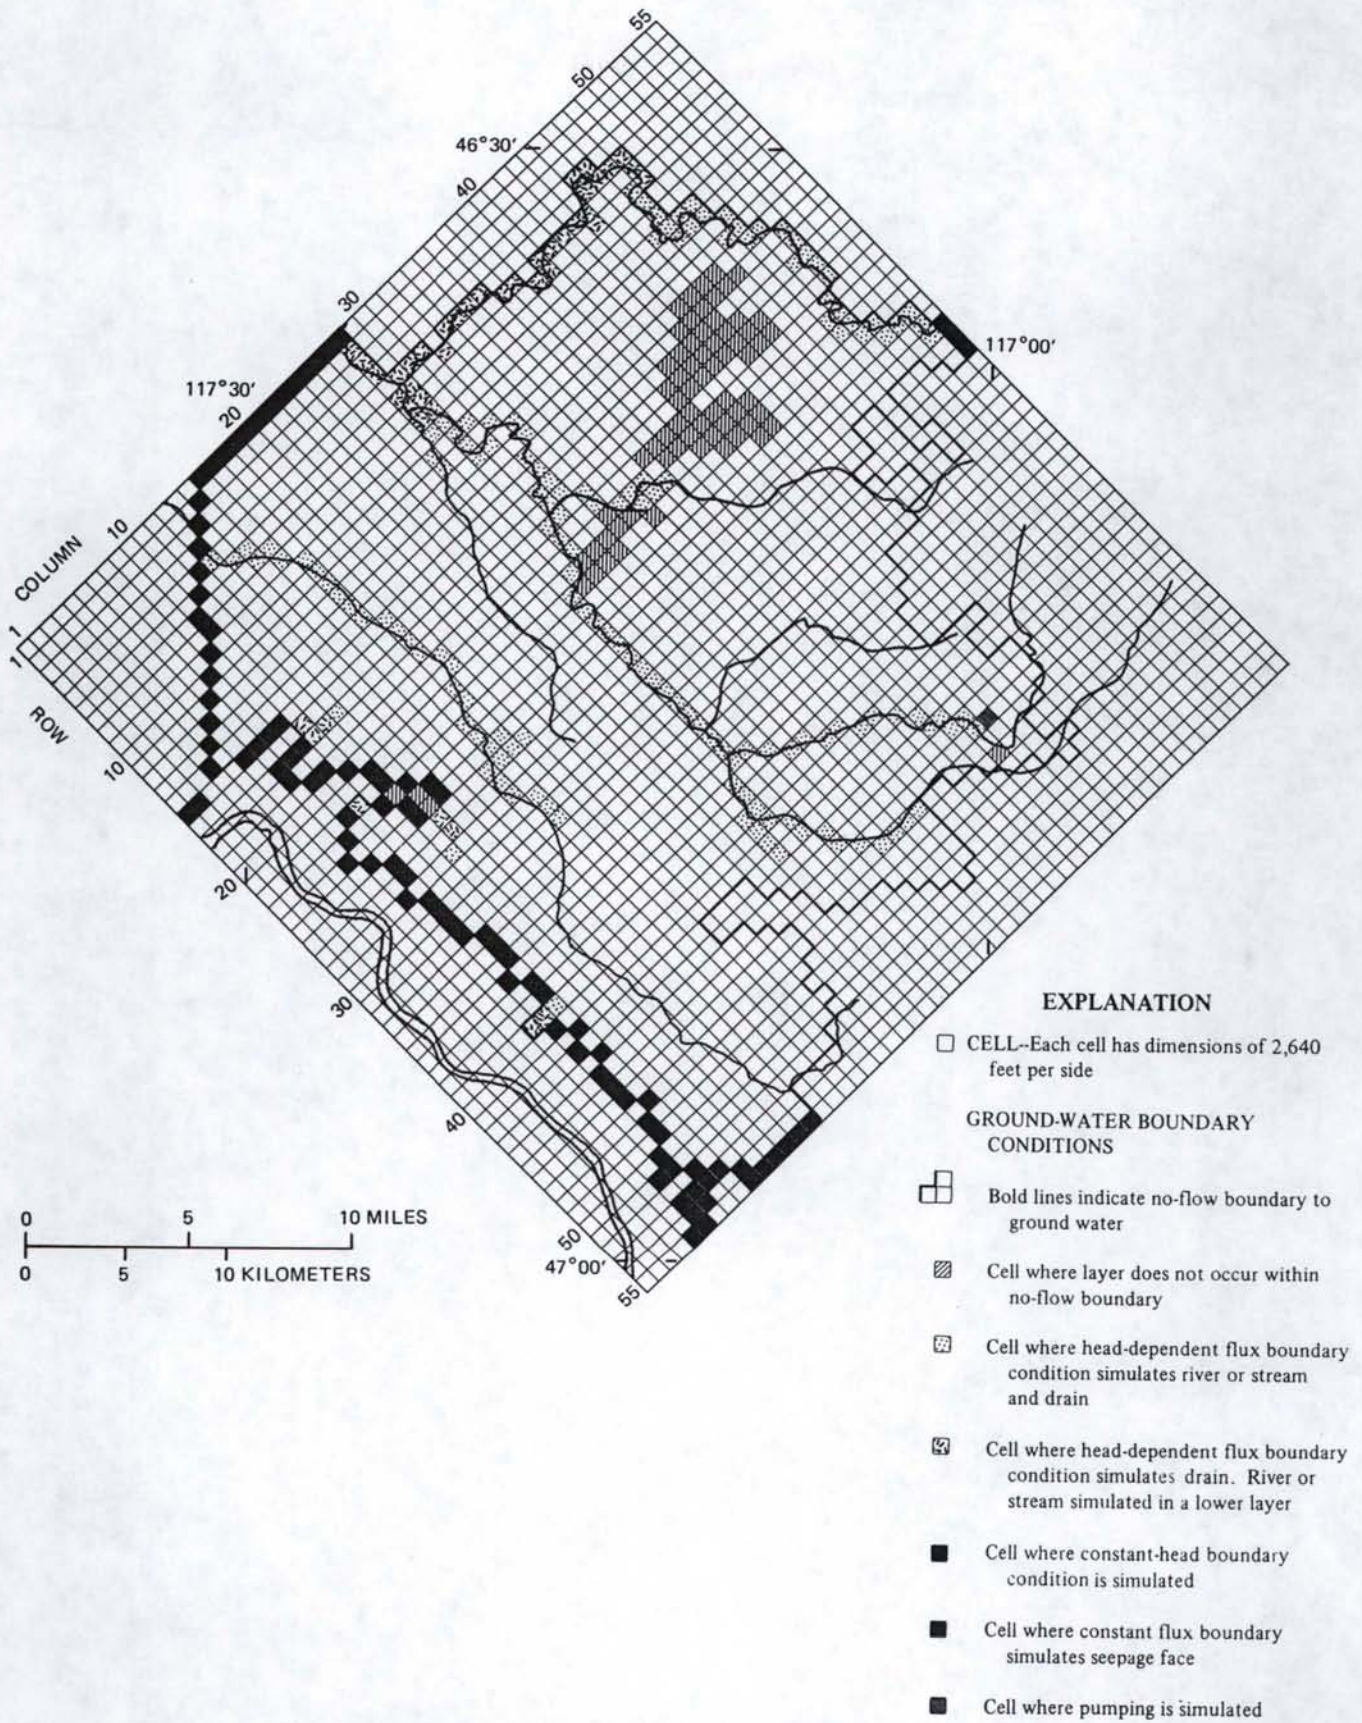 55
50
46°30′
40
30
117°00′
117°30′
20
10
COLUMN
1
1
ROW
10
20
30
40
50
47°00′
55
0 5 10 MILES
0 5 10 KILOMETERS
EXPLANATION
CELL--Each cell has dimensions of 2,640
feet per side
GROUND-WATER BOUNDARY
CONDITIONS
Bold lines indicate no-flow boundary to
ground water
Cell where layer does not occur within
no-flow boundary
Cell where head-dependent flux boundary
condition simulates river or stream
and drain
Cell where head-dependent flux boundary
condition simulates drain. River or
stream simulated in a lower layer
Cell where constant-head boundary
condition is simulated
Cell where constant flux boundary
simulates seepage face
Cell where pumping is simulated